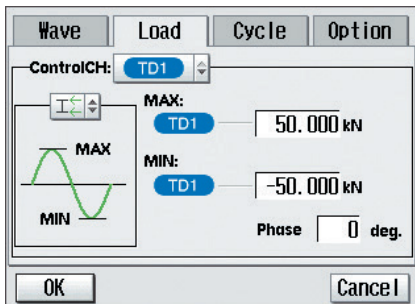 Wave Load Cycle Option
ControlCH: TD1
MAX:
TD1 50.000 kN
MAX
MIN:
TD1 -50.000 kN
MIN
Phase 0 deg.
OK Cancel